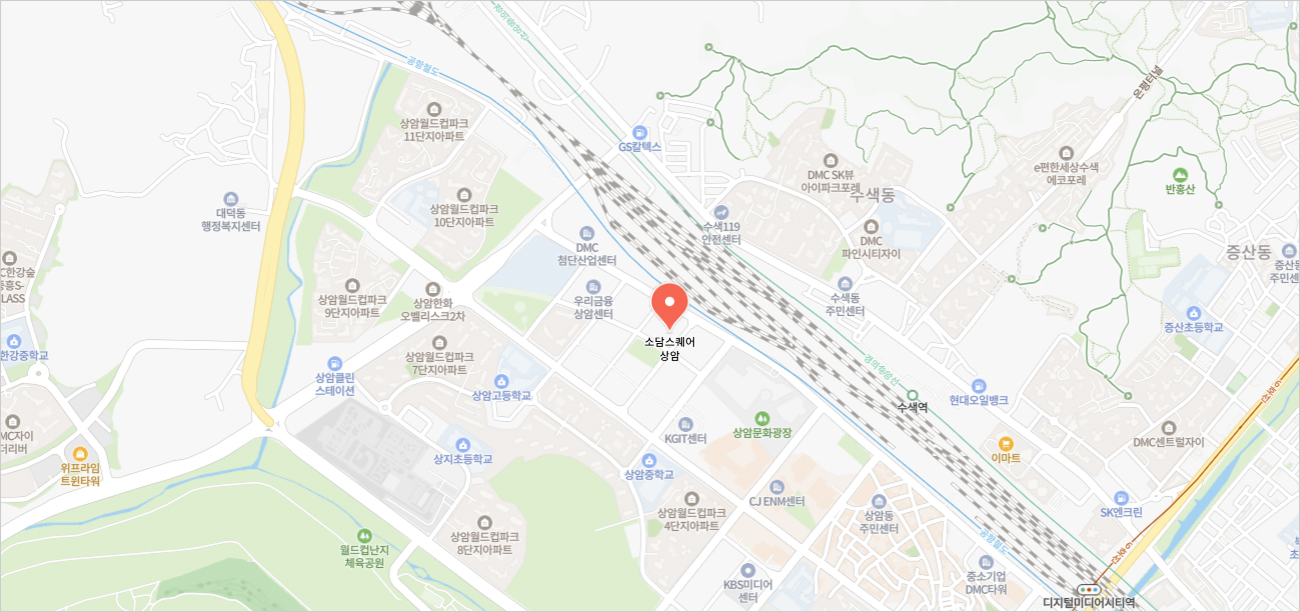 경의중앙선
공항철도
은평터널
상암월드컵파크
11단지아파트
GS칼텍스
DMC SK뷰
아이파크포레
수색동
e편한세상수색
에코포레
반홍산
대덕동
행정복지센터
상암월드컵파크
10단지아파트
DMC
첨단산업센터
수색119
안전센터
DMC
파인시티자이
증산동
증산동
주민센
C한강숲
중흥S-
LASS
상암월드컵파크
9단지아파트
상암한화
오벨리스크2차
우리금융
상암센터
수색동
주민센터
증산초등학교
소담스퀘어
상암
한강중학교
상암월드컵파크
7단지아파트
상암클린
스테이션
상암고등학교
경의중앙선
수색역
현대오일뱅크
6호선
MC자이
더리버
KGIT센터
상암문화광장
DMC센트럴자이
위프라임
트윈타워
상지초등학교
상암중학교
이마트
CJ ENM센터
상암월드컵파크
4단지아파트
상암동
주민센터
SK엔크린
월드컵난지
체육공원
상암월드컵파크
8단지아파트
공항철도
6호선
KBS미디어
센터
중소기업
DMC타워
디지털미디어시티역